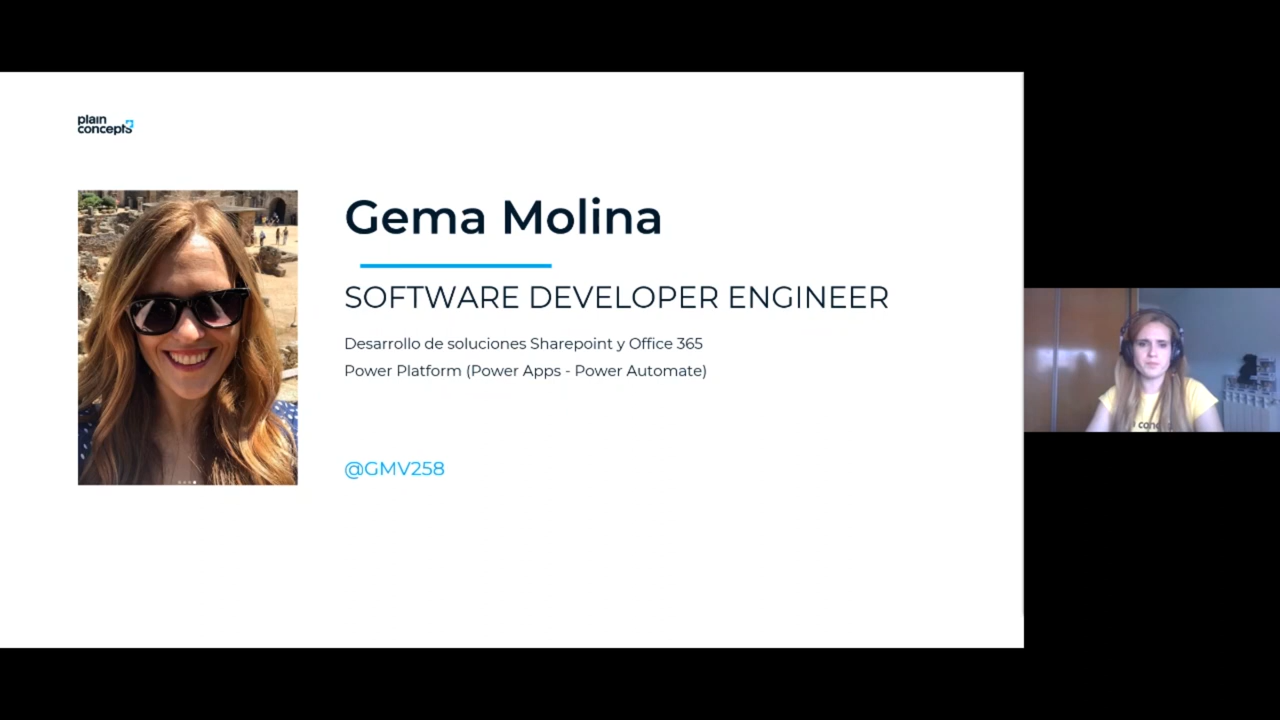 plain
concepts
Gema Molina
SOFTWARE DEVELOPER ENGINEER
Desarrollo de soluciones Sharepoint y Office 365
Power Platform (Power Apps - Power Automate)
@GMV258